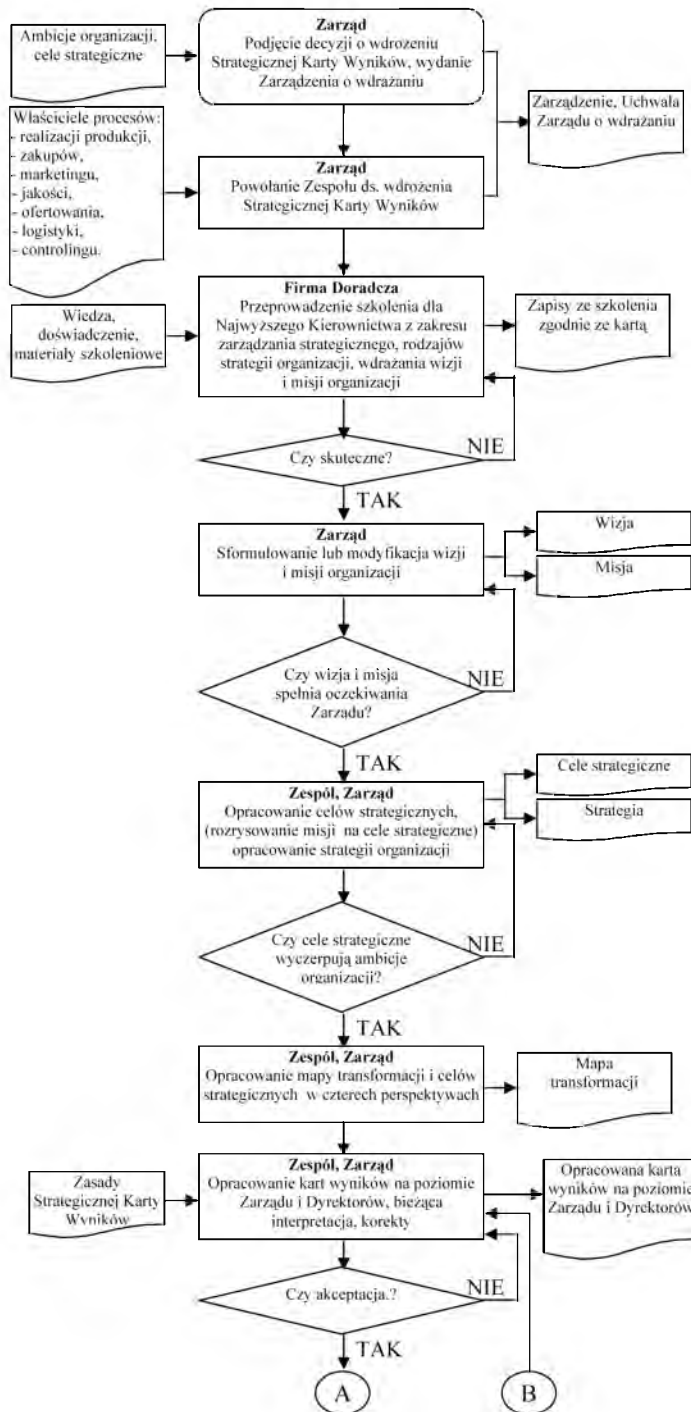 Ambicje organizacji,
cele strategiczne
Zarząd
Podjęcie decyzji o wdrożeniu
Strategicznej Karty Wyników, wydanie
Zarządzenia o wdrażaniu
Zarządzenie, Uchwała
Zarządu o wdrażaniu
Właściciele procesów:
- realizacji produkcji,
- zakupów,
- marketingu,
- jakości,
- ofertowania,
- logistyki,
- controlingu.
Zarząd
Powołanie Zespołu ds. wdrożenia
Strategicznej Karty Wyników
Wiedza,
doświadczenie,
materiały szkoleniowe
Firma Doradcza
Przeprowadzenie szkolenia dla
Najwyższego Kierownictwa z zakresu
zarządzania strategicznego, rodzajów
strategii organizacji, wdrażania wizji
i misji organizacji
Zapisy ze szkolenia
zgodnie ze kartą
Czy skuteczne?
NIE
TAK
Zarząd
Sformułowanie lub modyfikacja wizji
i misji organizacji
Wizja
Misja
Czy wizja i misja
spełnia oczekiwania
Zarządu?
NIE
TAK
Zespół, Zarząd
Opracowanie celów strategicznych,
(rozrysowanie misji na cele strategiczne)
opracowanie strategii organizacji
Cele strategiczne
Strategia
Czy cele strategiczne
wyczerpują ambicje
organizacji?
NIE
TAK
Zespół, Zarząd
Opracowanie mapy transformacji i celów
strategicznych w czterech perspektywach
Mapa
transformacji
Zasady
Strategicznej Karty
Wyników
Zespół, Zarząd
Opracowanie kart wyników na poziomie
Zarządu i Dyrektorów, bieżąca
interpretacja, korekty
Opracowana karta
wyników na poziomie
Zarządu i Dyrektorów
Czy akceptacja.?
NIE
TAK
A
B